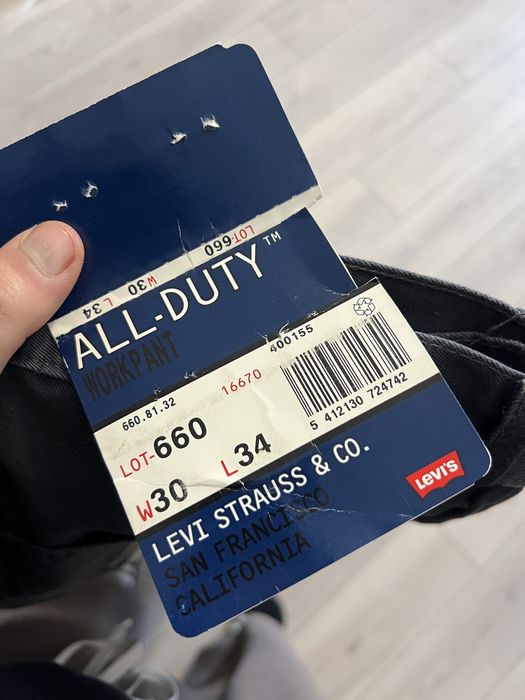 LOT-660 W30 L34
ALL-DUTY™
WORKPANT
660.81.32 16670 400155
LOT-660
W30 L34
5 412130 724742
LEVI STRAUSS & CO.
SAN FRANCISCO
CALIFORNIA
Levi's